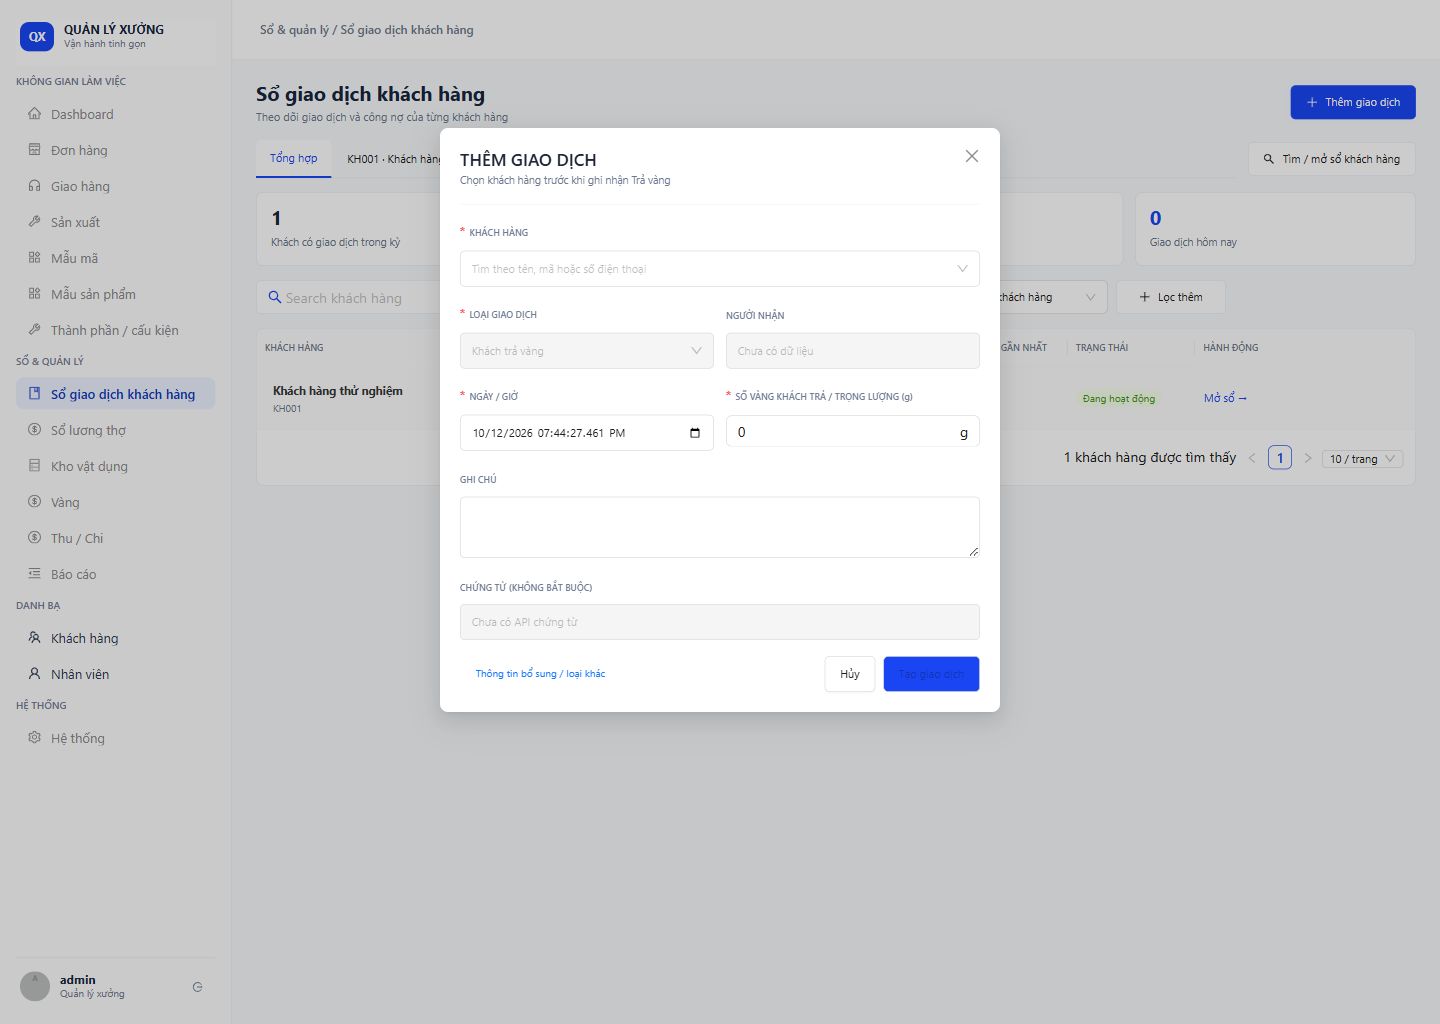 QX
QUẢN LÝ XƯỞNG
Vận hành tinh gọn
KHÔNG GIAN LÀM VIỆC
Dashboard
Đơn hàng
Giao hàng
Sản xuất
Mẫu mã
Mẫu sản phẩm
Thành phần / cấu kiện
SỔ & QUẢN LÝ
Sổ giao dịch khách hàng
Sổ lương thợ
Kho vật dụng
Vàng
Thu / Chi
Báo cáo
DANH BẠ
Khách hàng
Nhân viên
HỆ THỐNG
Hệ thống
A
admin
Quản lý xưởng
Sổ & quản lý / Sổ giao dịch khách hàng
Sổ giao dịch khách hàng
Theo dõi giao dịch và công nợ của từng khách hàng
Thêm giao dịch
Tổng hợp
KH001 · Khách hàng
Tìm / mở sổ khách hàng
1
Khách có giao dịch trong kỳ
0
Giao dịch hôm nay
Search khách hàng
khách hàng
Lọc thêm
KHÁCH HÀNG
GẦN NHẤT
TRẠNG THÁI
HÀNH ĐỘNG
Khách hàng thử nghiệm
KH001
Đang hoạt động
Mở sổ →
1 khách hàng được tìm thấy
1
10 / trang
THÊM GIAO DỊCH
Chọn khách hàng trước khi ghi nhận Trả vàng
* KHÁCH HÀNG
Tìm theo tên, mã hoặc số điện thoại
* LOẠI GIAO DỊCH
NGƯỜI NHẬN
Khách trả vàng
Chưa có dữ liệu
* NGÀY / GIỜ
* SỐ VÀNG KHÁCH TRẢ / TRỌNG LƯỢNG (g)
10/12/2026 07:44:27.461 PM
0
g
GHI CHÚ
CHỨNG TỪ (KHÔNG BẮT BUỘC)
Chưa có API chứng từ
Thông tin bổ sung / loại khác
Hủy
Tạo giao dịch